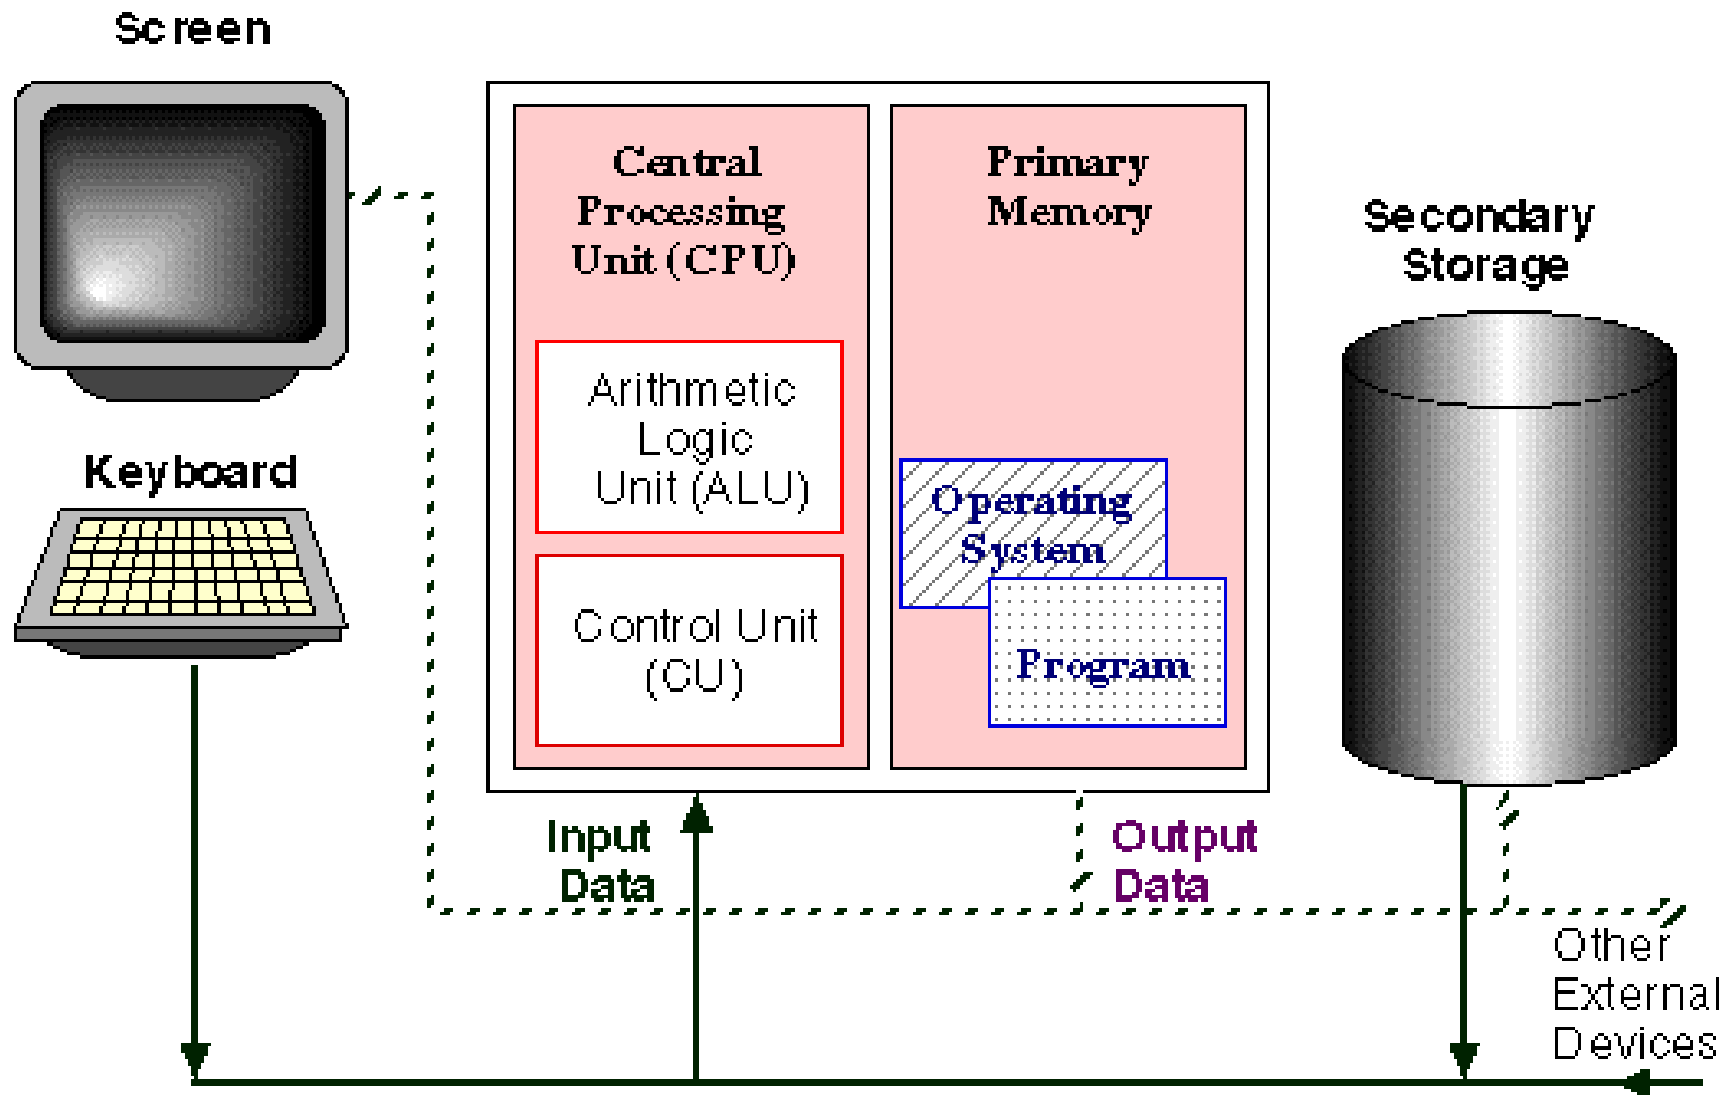 Screen
Keyboard
Central
Processing
Unit (CPU)
Arithmetic
Logic
Unit (ALU)
Control Unit
(CU)
Primary
Memory
Operating
System
Program
Secondary
Storage
Input
Data
Output
Data
Other
External
Devices